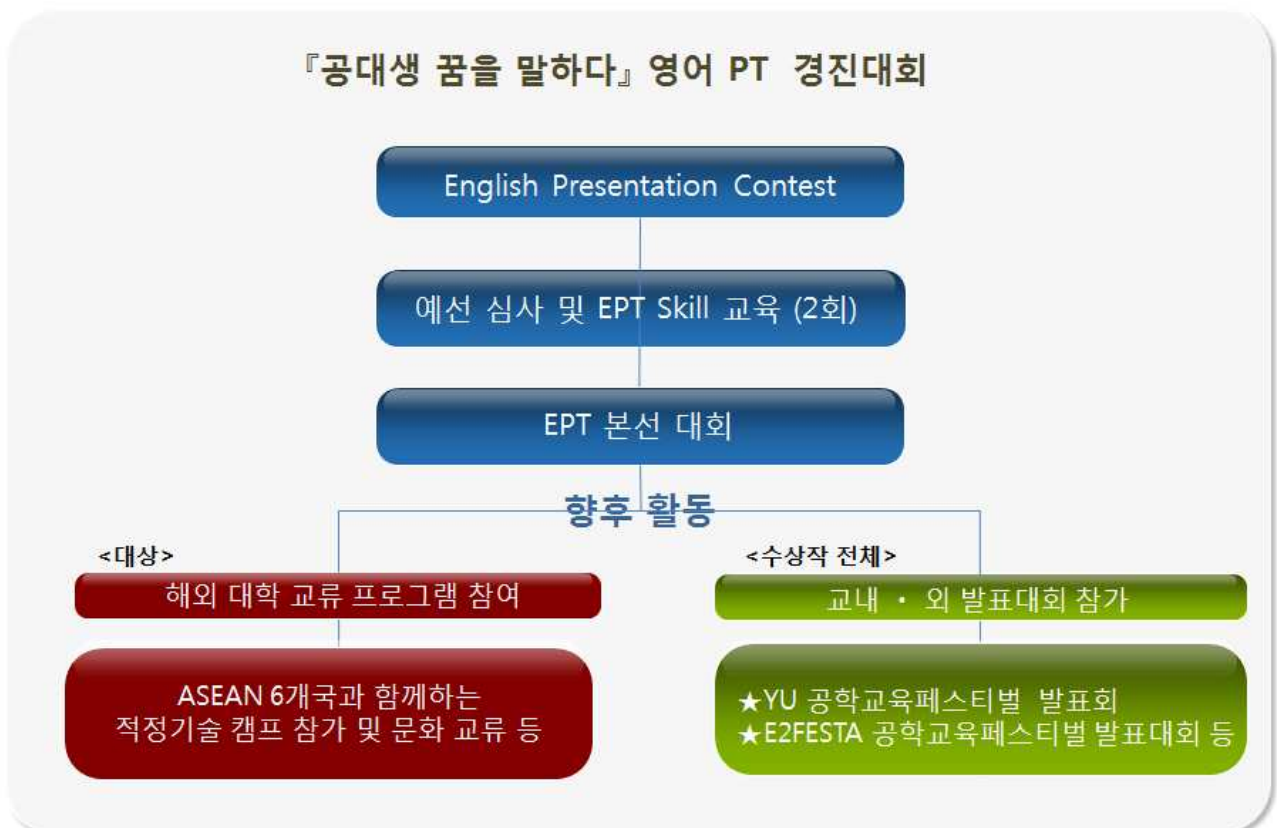 『공대생 꿈을 말하다』 영어 PT 경진대회
English Presentation Contest
예선 심사 및 EPT Skill 교육 (2회)
EPT 본선 대회
향후 활동
<대상>
해외 대학 교류 프로그램 참여
ASEAN 6개국과 함께하는
적정기술 캠프 참가 및 문화 교류 등
<수상작 전체>
교내 · 외 발표대회 참가
★YU 공학교육페스티벌 발표회
★E2FESTA 공학교육페스티벌 발표대회 등